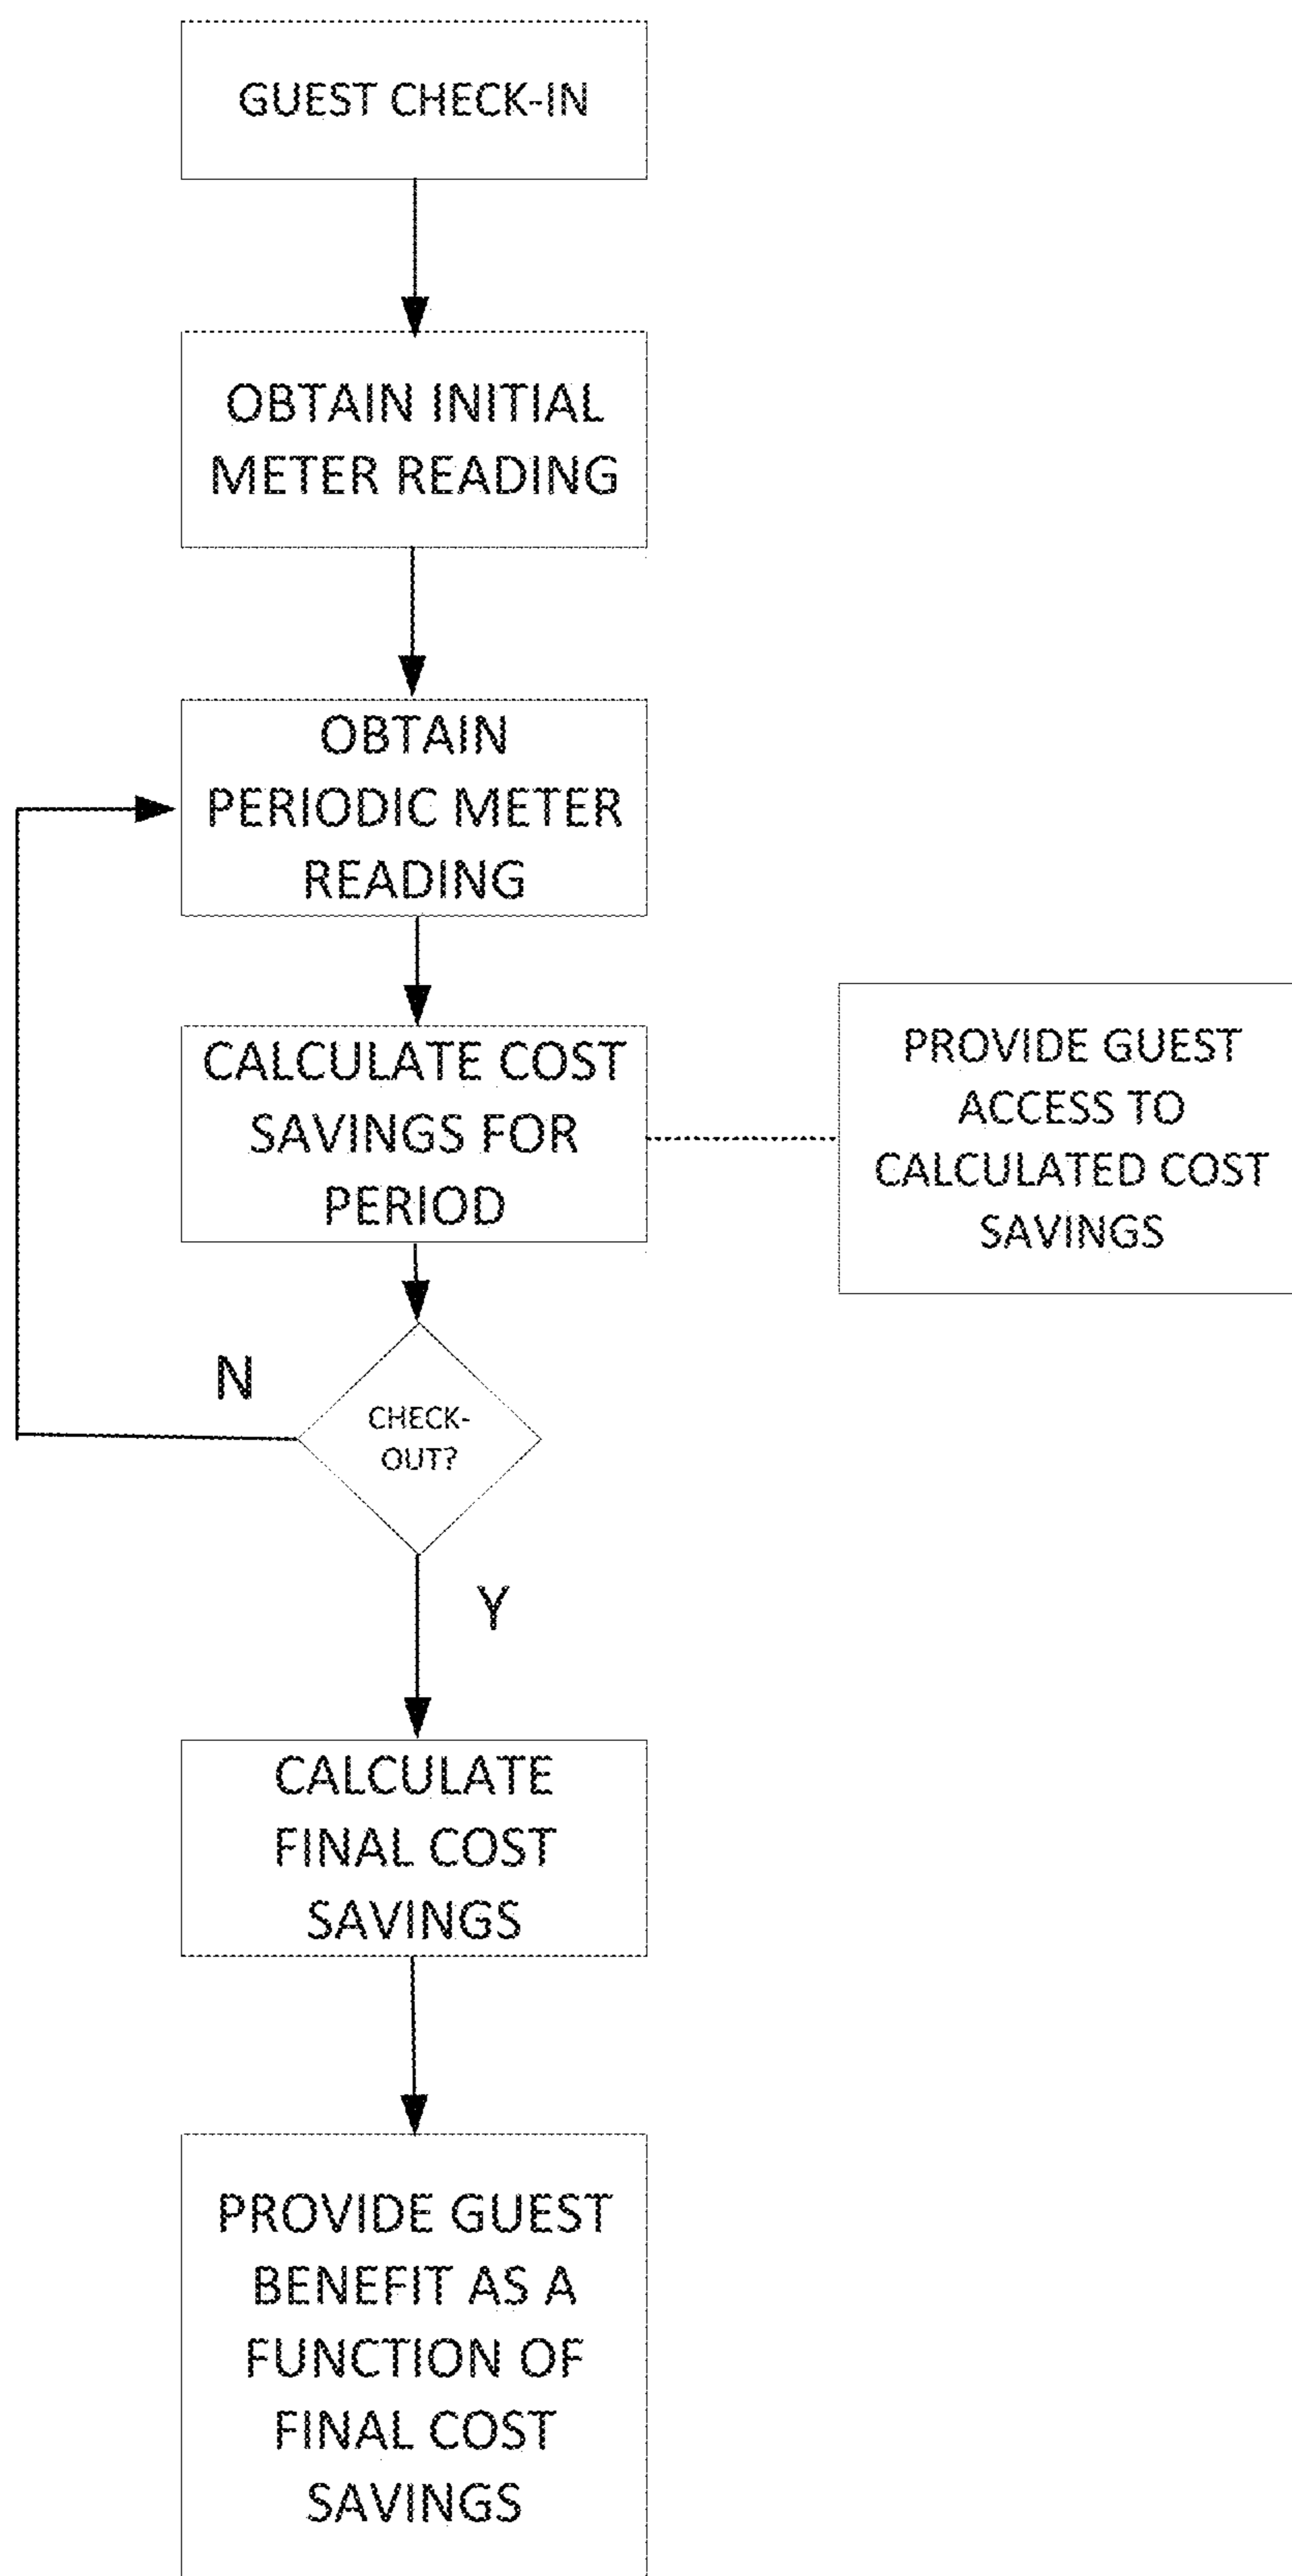 GUEST CHECK-IN
OBTAIN INITIAL
METER READING
OBTAIN
PERIODIC METER
READING
CALCULATE COST
SAVINGS FOR
PERIOD
PROVIDE GUEST
ACCESS TO
CALCULATED COST
SAVINGS
N
CHECK-
OUT?
Y
CALCULATE
FINAL COST
SAVINGS
PROVIDE GUEST
BENEFIT AS A
FUNCTION OF
FINAL COST
SAVINGS